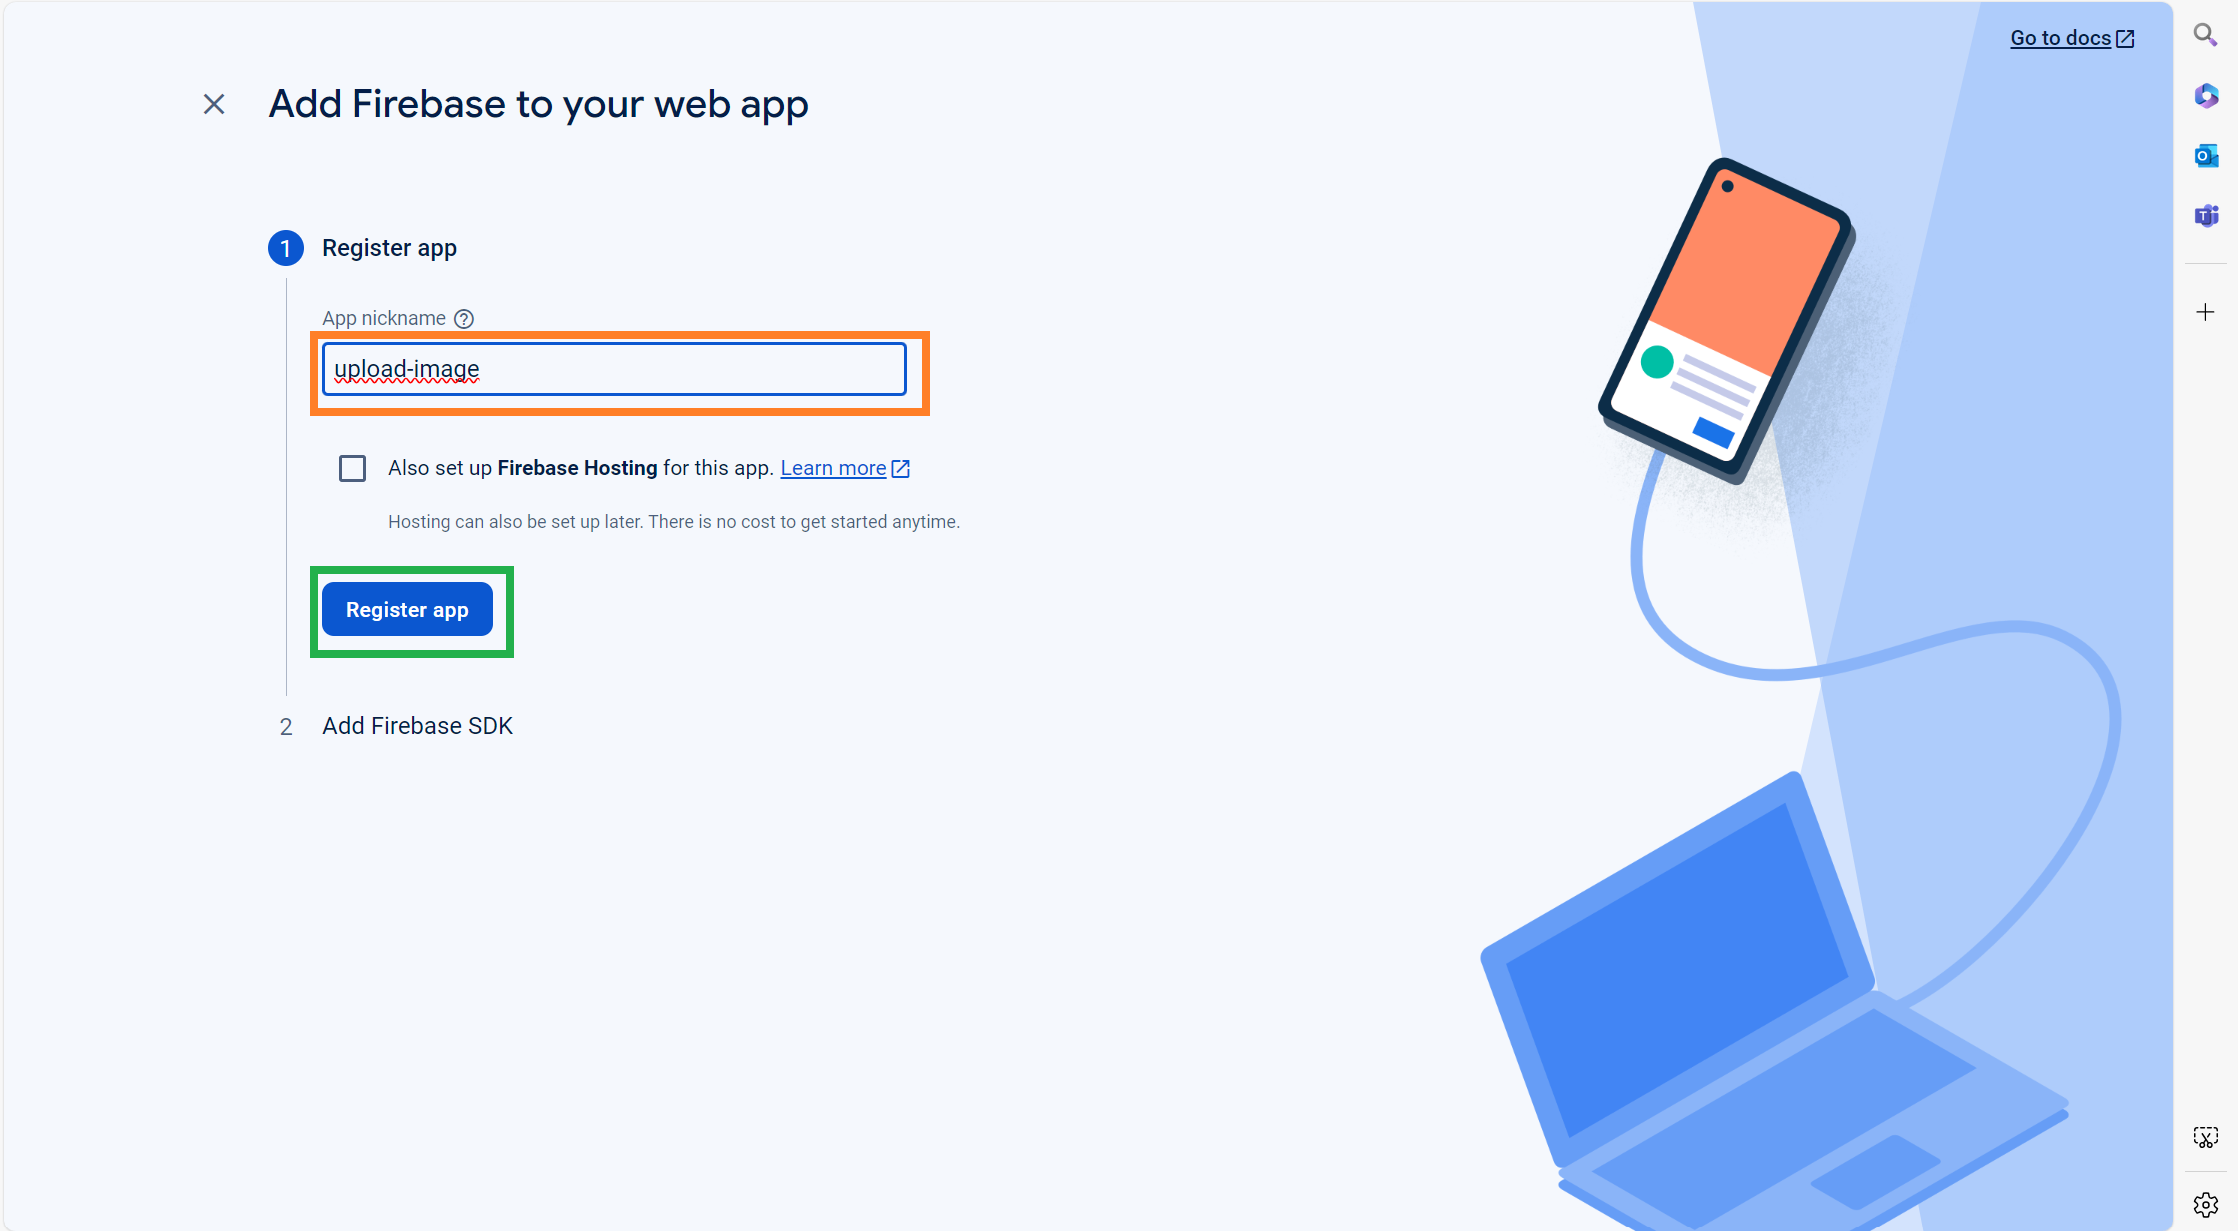 Go to docs
Add Firebase to your web app
1 Register app
App nickname
upload-image
Also set up Firebase Hosting for this app. Learn more
Hosting can also be set up later. There is no cost to get started anytime.
Register app
2 Add Firebase SDK